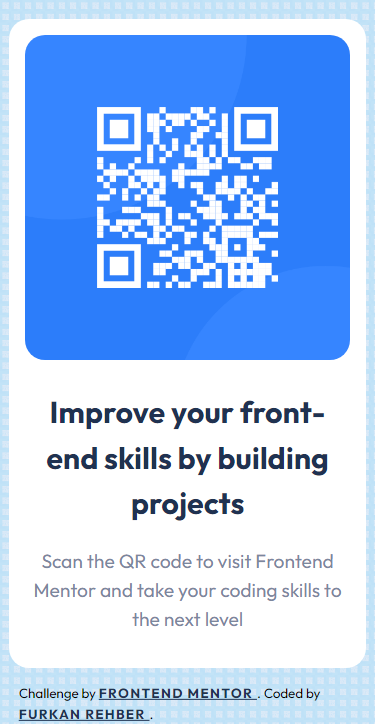 Improve your front-
end skills by building
projects
Scan the QR code to visit Frontend
Mentor and take your coding skills to
the next level
Challenge by FRONTEND MENTOR . Coded by
FURKAN REHBER .